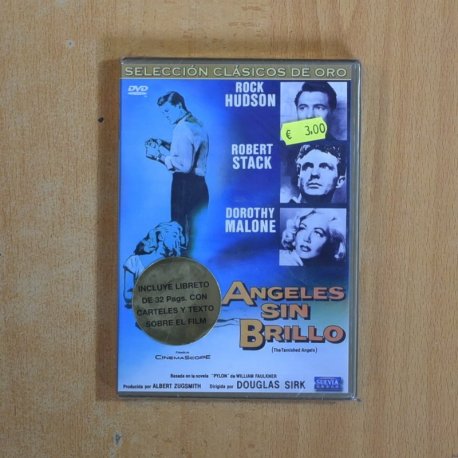 SELECCIÓN CLÁSICOS DE ORO
DVD
ROCK
HUDSON
€ 3,00
ROBERT
STACK
DOROTHY
MALONE
INCLUYE LIBRETO
DE 32 Pags. CON
CARTELES Y TEXTO
SOBRE EL FILM
ANGELES
SIN
BRILLO
(The Tarnished Angels)
CINEMASCOPE
Basada en la novela "PYLON" de WILLIAM FAULKNER
Producida por ALBERT ZUGSMITH Dirigida por DOUGLAS SIRK
SUEVIA